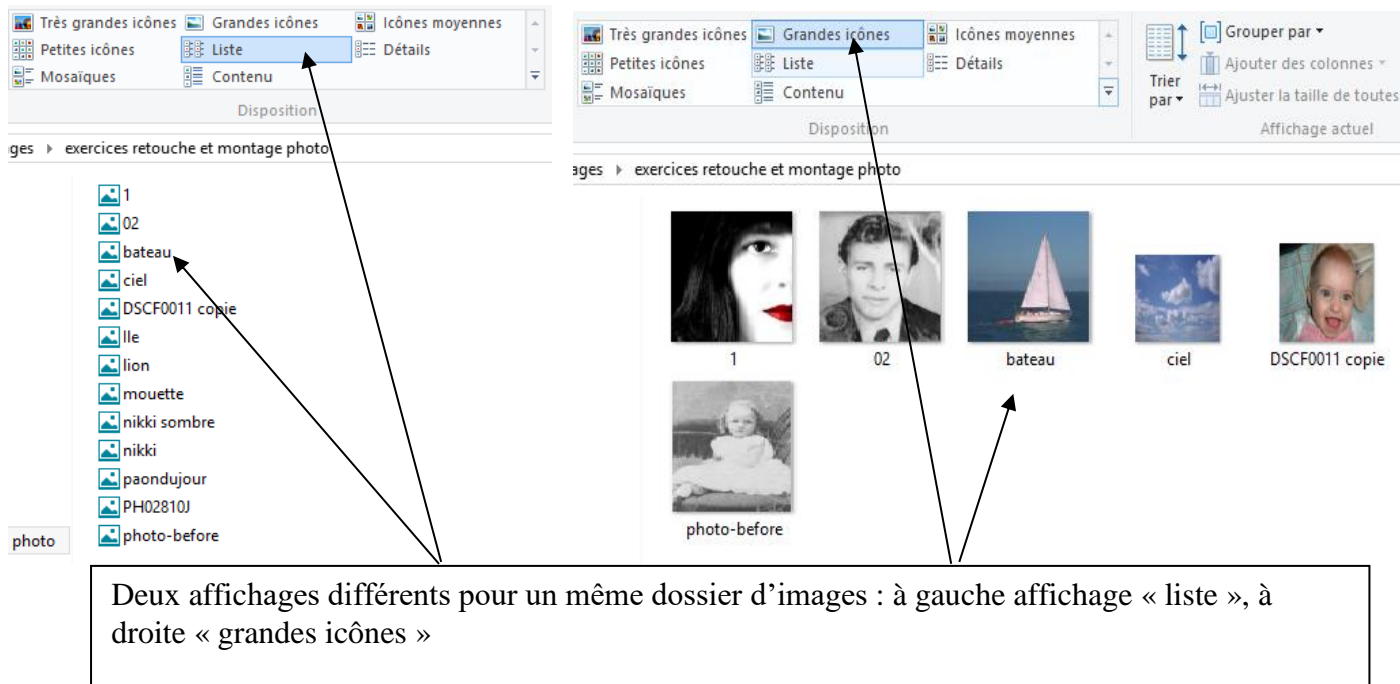 Très grandes icônes Grandes icônes Icônes moyennes
Petites icônes Liste Détails
Mosaïques Contenu
Disposition
ges exercices retouche et montage photo
1
02
bateau
ciel
DSCF0011 copie
lle
lion
mouette
nikki sombre
nikki
paondujour
PH02810J
photo-before
photo
Très grandes icônes Grandes icônes Icônes moyennes
Petites icônes Liste Détails
Mosaïques Contenu
Disposition
Trier par
Grouper par
Ajouter des colonnes
Ajuster la taille de toutes
Affichage actuel
ages exercices retouche et montage photo
1 02 bateau ciel DSCF0011 copie
photo-before
Deux affichages différents pour un même dossier d’images : à gauche affichage « liste », à
droite « grandes icônes »